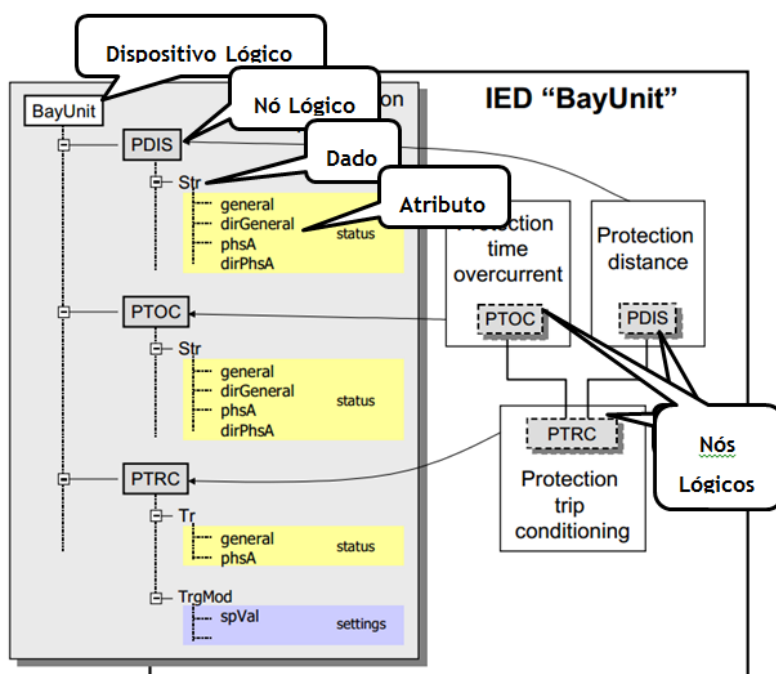 Dispositivo Lógico
BayUnit
Nó Lógico
on
IED “BayUnit”
PDIS
Dado
Str
Atributo
general
dirGeneral
phsA
dirPhsA
status
Protection
time
overcurrent
PTOC
Protection
distance
PDIS
PTOC
Str
general
dirGeneral
phsA
dirPhsA
status
PTRC
Nós
Lógicos
Protection
trip
conditioning
PTRC
Tr
general
phsA
status
TrgMod
spVal
settings